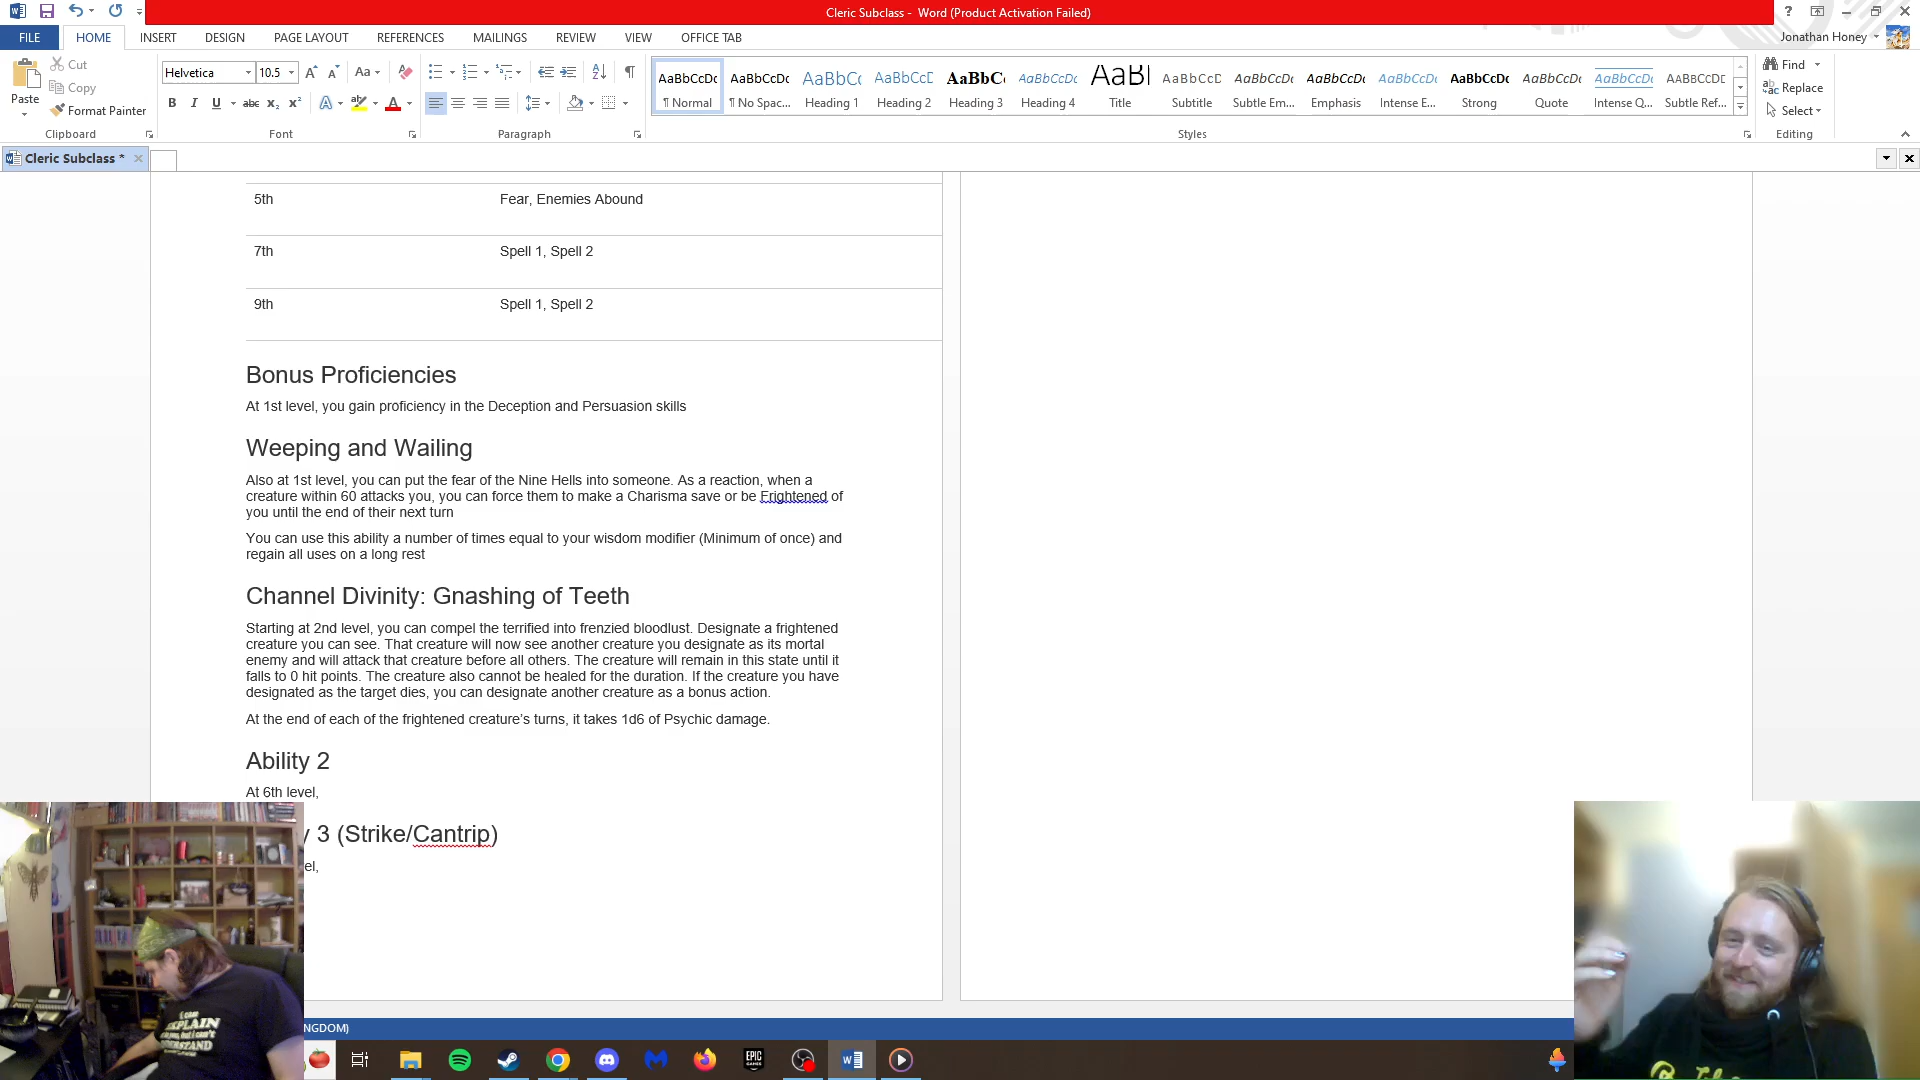 Cleric Subclass - Word (Product Activation Failed)
FILE HOME INSERT DESIGN PAGE LAYOUT REFERENCES MAILINGS REVIEW VIEW OFFICE TAB
Jonathan Honey
Paste
Cut
Copy
Format Painter
Clipboard
Helvetica 10.5
Font
Paragraph
AaBbCcDc AaBbCcDc AaBbCc AaBbCcD AaBbC AaBbCcDc AaBl AaBbCcD AaBbCcDc AaBbCcDc AaBbCcDc AaBbCcDc AaBbCcDc AaBbCcDc AABBCCDE
¶ Normal ¶ No Spac... Heading 1 Heading 2 Heading 3 Heading 4 Title Subtitle Subtle Em... Emphasis Intense E... Strong Quote Intense Q... Subtle Ref...
Styles
Find
Replace
Select
Editing
Cleric Subclass *
5th Fear, Enemies Abound
7th Spell 1, Spell 2
9th Spell 1, Spell 2
Bonus Proficiencies
At 1st level, you gain proficiency in the Deception and Persuasion skills
Weeping and Wailing
Also at 1st level, you can put the fear of the Nine Hells into someone. As a reaction, when a
creature within 60 attacks you, you can force them to make a Charisma save or be Frightened of
you until the end of their next turn
You can use this ability a number of times equal to your wisdom modifier (Minimum of once) and
regain all uses on a long rest
Channel Divinity: Gnashing of Teeth
Starting at 2nd level, you can compel the terrified into frenzied bloodlust. Designate a frightened
creature you can see. That creature will now see another creature you designate as its mortal
enemy and will attack that creature before all others. The creature will remain in this state until it
falls to 0 hit points. The creature also cannot be healed for the duration. If the creature you have
designated as the target dies, you can designate another creature as a bonus action.
At the end of each of the frightened creature's turns, it takes 1d6 of Psychic damage.
Ability 2
At 6th level,
y 3 (Strike/Cantrip)
el,
NGDOM)
I can
EXPLAIN
it to you, but I can't
UNDERSTAND
EPIC
GAMES